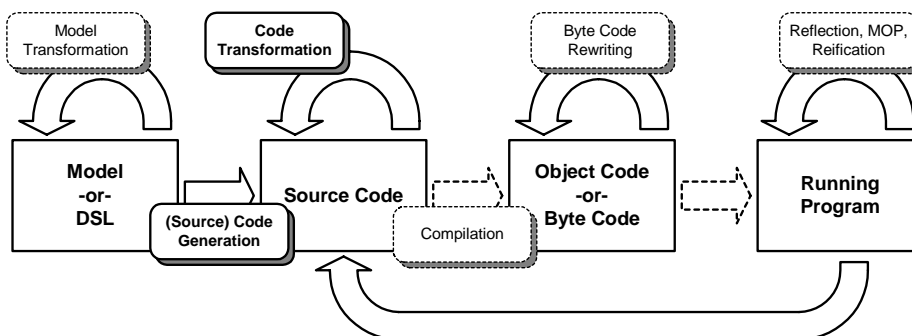 Model
Transformation
Code
Transformation
Byte Code
Rewriting
Reflection, MOP,
Reification
Model
-or-
DSL
(Source) Code
Generation
Source Code
Compilation
Object Code
-or-
Byte Code
Running
Program